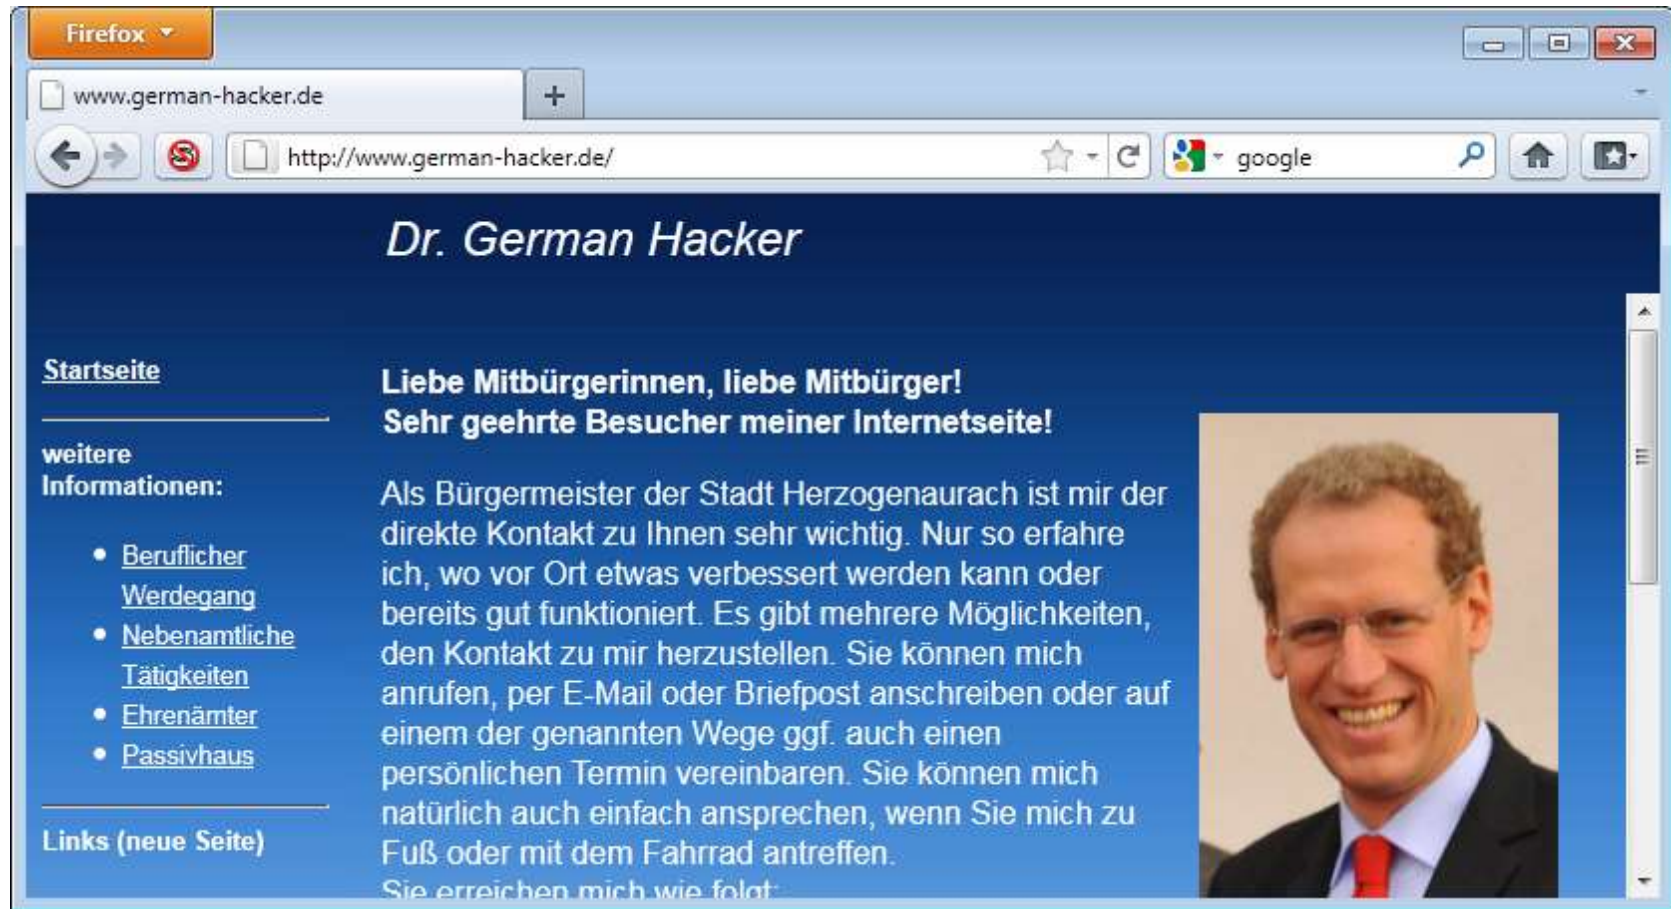 Firefox
www.german-hacker.de
http://www.german-hacker.de/
google
Dr. German Hacker
Startseite
weitere
Informationen:
Beruflicher
Werdegang
Nebenamtliche
Tätigkeiten
Ehrenämter
Passivhaus
Links (neue Seite)
Liebe Mitbürgerinnen, liebe Mitbürger!
Sehr geehrte Besucher meiner Internetseite!
Als Bürgermeister der Stadt Herzogenaurach ist mir der
direkte Kontakt zu Ihnen sehr wichtig. Nur so erfahre
ich, wo vor Ort etwas verbessert werden kann oder
bereits gut funktioniert. Es gibt mehrere Möglichkeiten,
den Kontakt zu mir herzustellen. Sie können mich
anrufen, per E-Mail oder Briefpost anschreiben oder auf
einem der genannten Wege ggf. auch einen
persönlichen Termin vereinbaren. Sie können mich
natürlich auch einfach ansprechen, wenn Sie mich zu
Fuß oder mit dem Fahrrad antreffen.
Sie erreichen mich wie folgt: